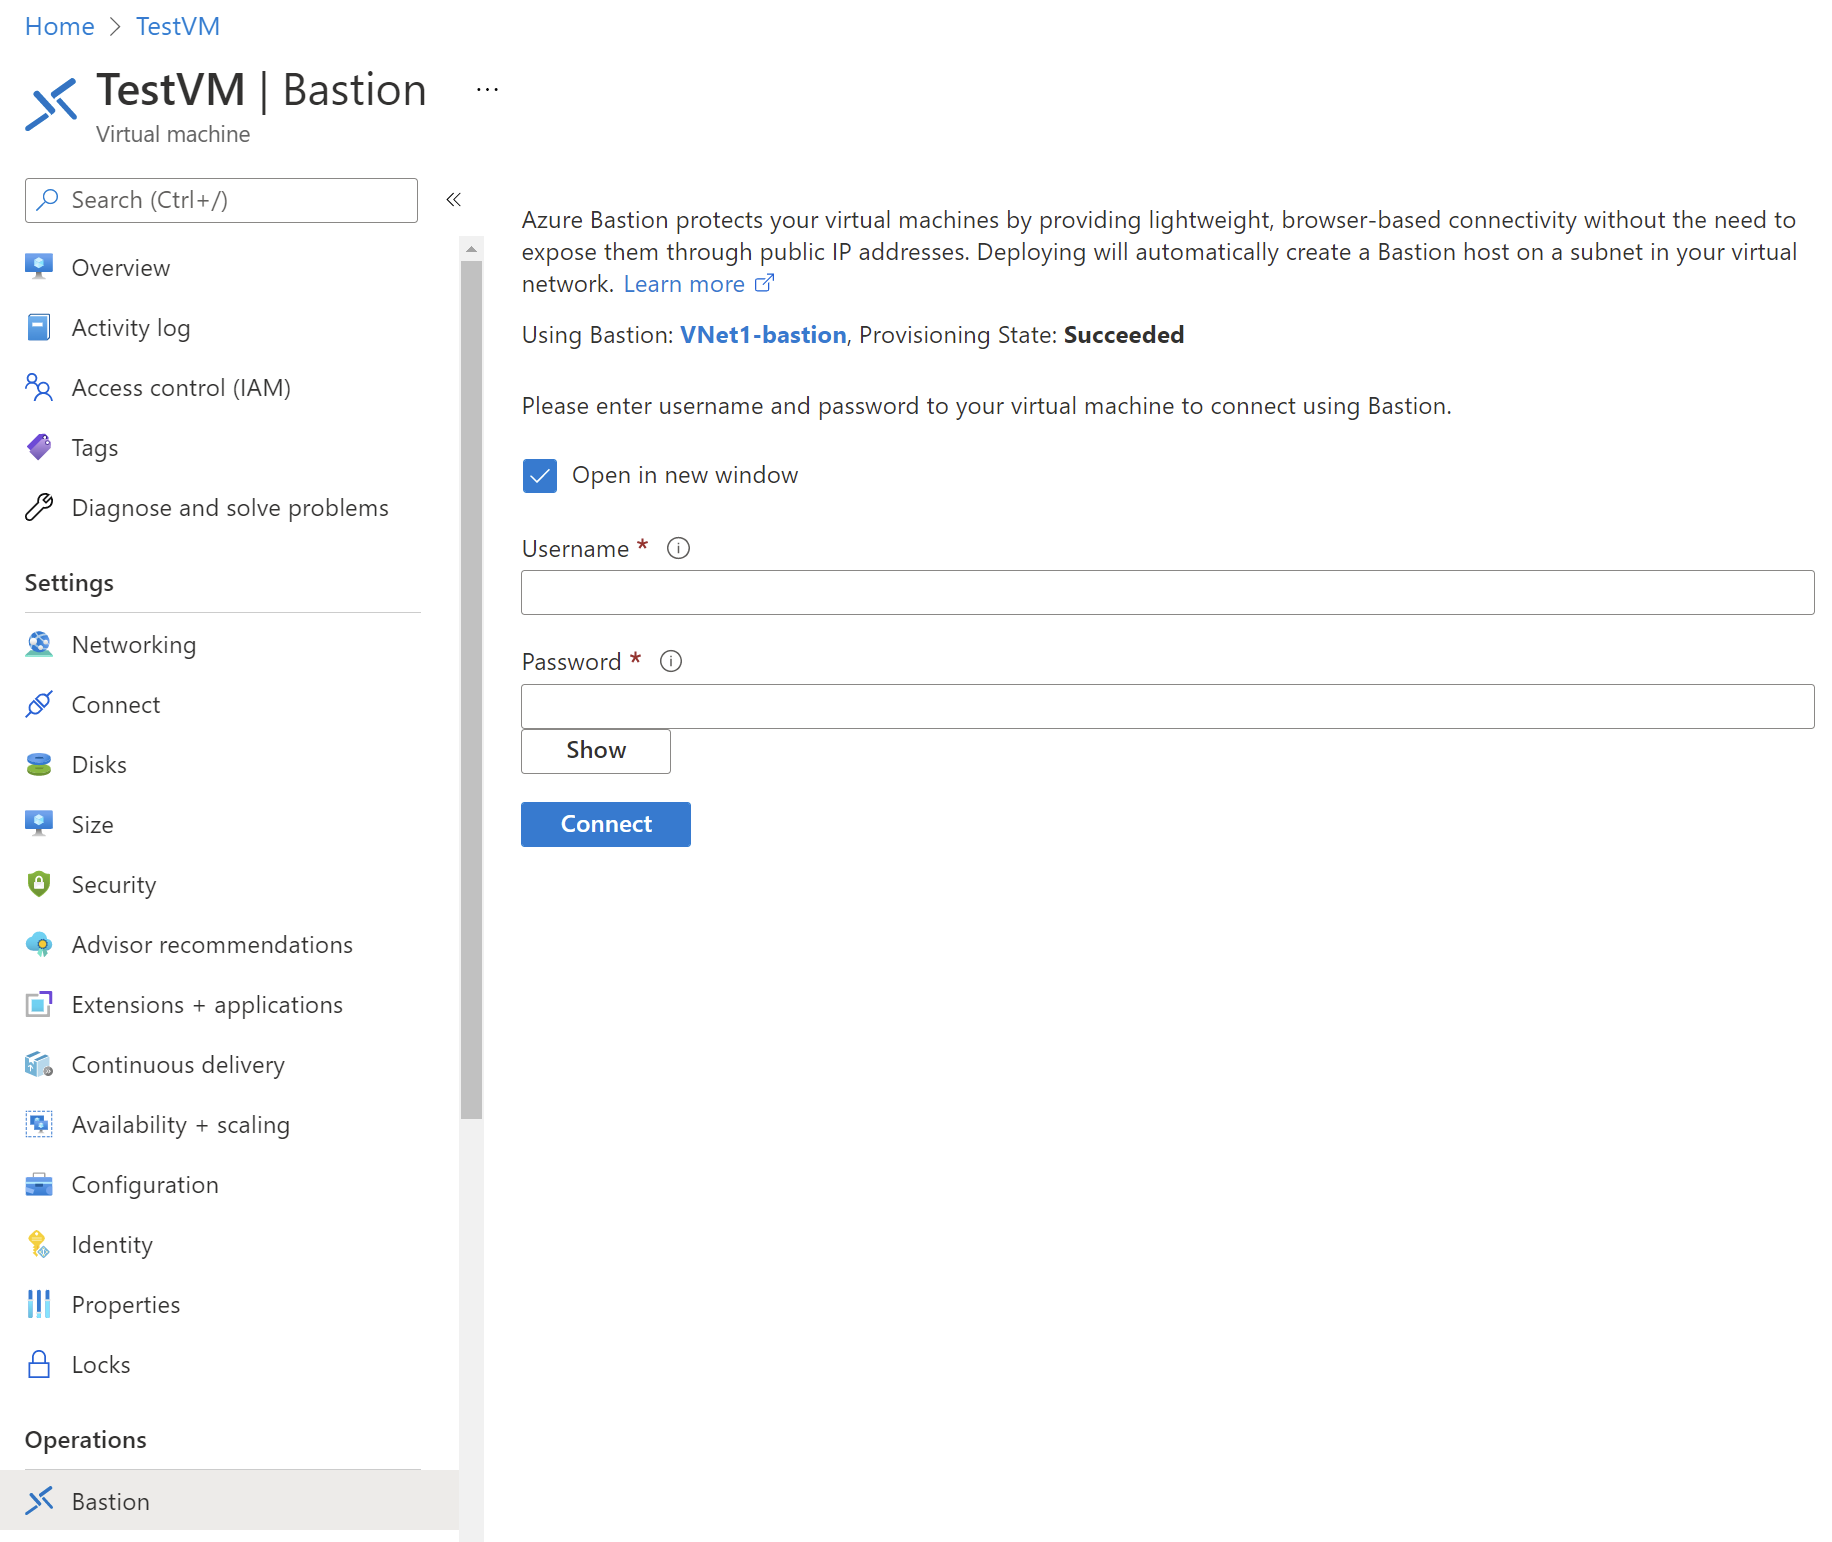 Home > TestVM
TestVM | Bastion ...
Virtual machine
Search (Ctrl+/)
«
Overview
Activity log
Access control (IAM)
Tags
Diagnose and solve problems
Settings
Networking
Connect
Disks
Size
Security
Advisor recommendations
Extensions + applications
Continuous delivery
Availability + scaling
Configuration
Identity
Properties
Locks
Operations
Bastion
Azure Bastion protects your virtual machines by providing lightweight, browser-based connectivity without the need to
expose them through public IP addresses. Deploying will automatically create a Bastion host on a subnet in your virtual
network. Learn more
Using Bastion: VNet1-bastion, Provisioning State: Succeeded
Please enter username and password to your virtual machine to connect using Bastion.
Open in new window
Username *
Password *
Show
Connect